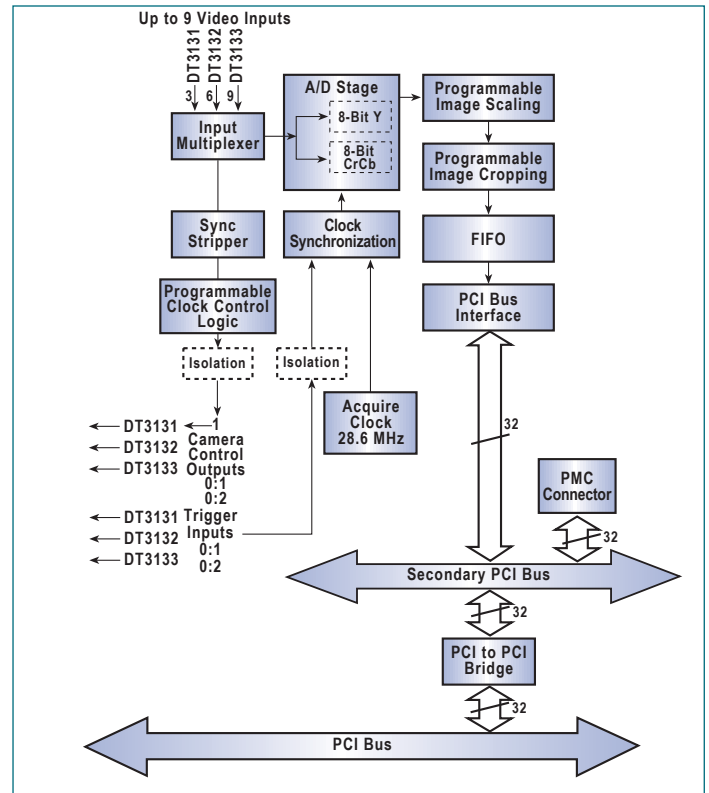 Up to 9 Video Inputs
DT3131
DT3132
DT3133
3
6
9
Input
Multiplexer
A/D Stage
8-Bit Y
8-Bit
CrCb
Programmable
Image Scaling
Programmable
Image Cropping
Sync
Stripper
Clock
Synchronization
FIFO
Programmable
Clock Control
Logic
PCI Bus
Interface
Isolation
Isolation
Acquire
Clock
28.6 MHz
32
DT3131
1
DT3132
Camera
DT3133
Control
Outputs
0:1
0:2
DT3131
Trigger
DT3132
Inputs
DT3133
0:1
0:2
PMC
Connector
32
Secondary PCI Bus
32
PCI to PCI
Bridge
32
PCI Bus